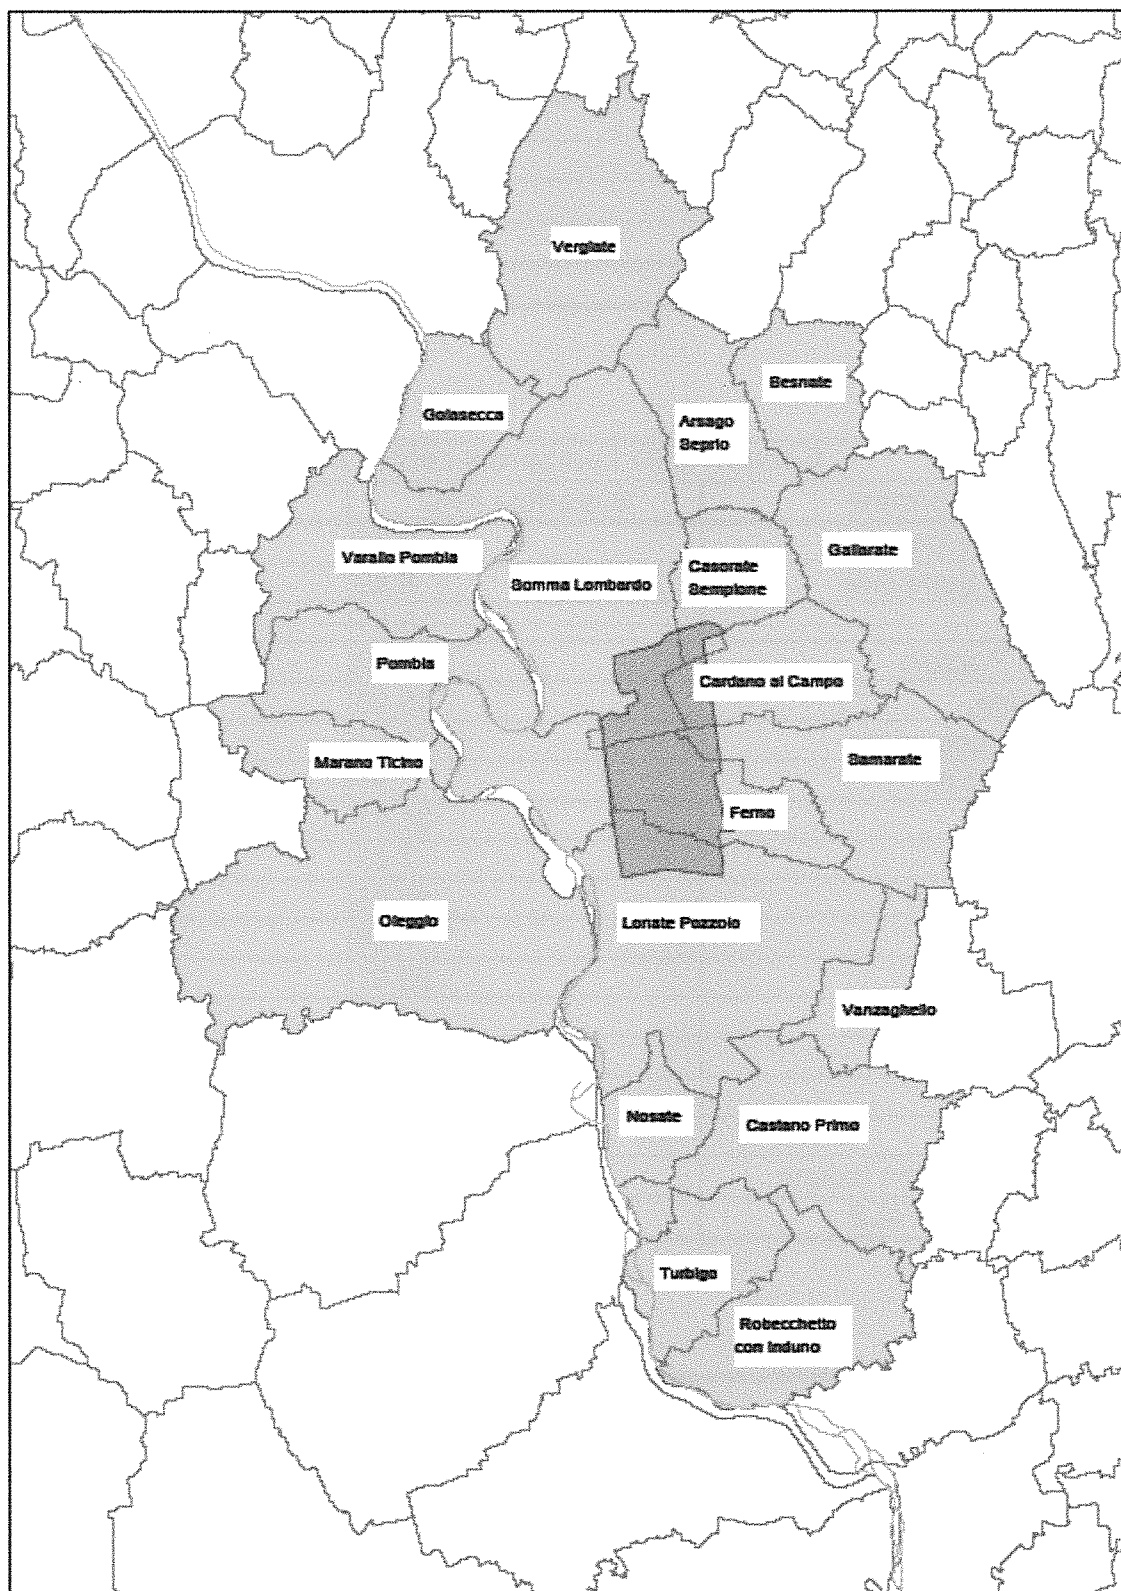 Vergiate
Besnate
Golasecca
Arsago
Seprio
Gallarate
Varallo Pombia
Casorate
Sempione
Somma Lombardo
Pombia
Cardano al Campo
Marano Ticino
Samarate
Ferno
Oleggio
Lonate Pozzolo
Vanzaghello
Nosate
Castano Primo
Turbigo
Robecchetto
con Induno